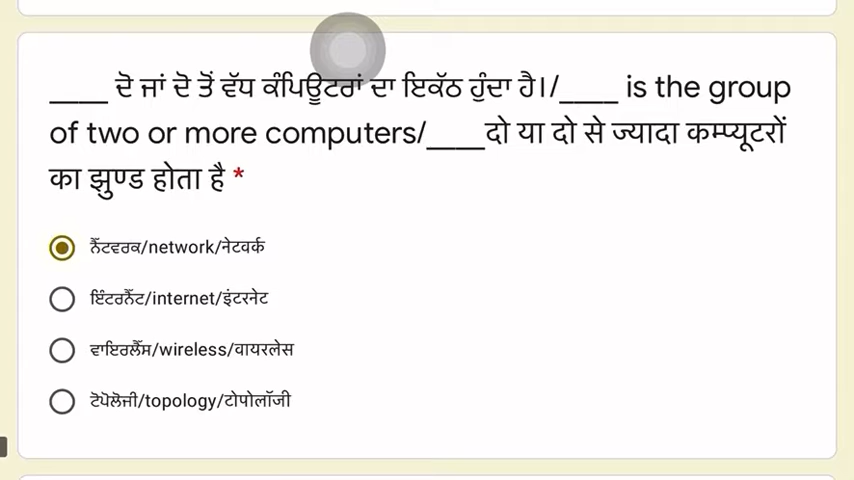 ____ ਦੋ ਜਾਂ ਦੋ ਤੋਂ ਵੱਧ ਕੰਪਿਊਟਰਾਂ ਦਾ ਇਕੱਠ ਹੁੰਦਾ ਹੈ।/____ is the group
of two or more computers/____दो या दो से ज्यादा कम्प्यूटरों
का झुण्ड होता है *
ਨੈੱਟਵਰਕ/network/नेटवर्क
ਇੰਟਰਨੈੱਟ/internet/इंटरनेट
ਵਾਇਰਲੈੱਸ/wireless/वायरलेस
ਟੋਪੋਲੋਜੀ/topology/टोपोलॉजी